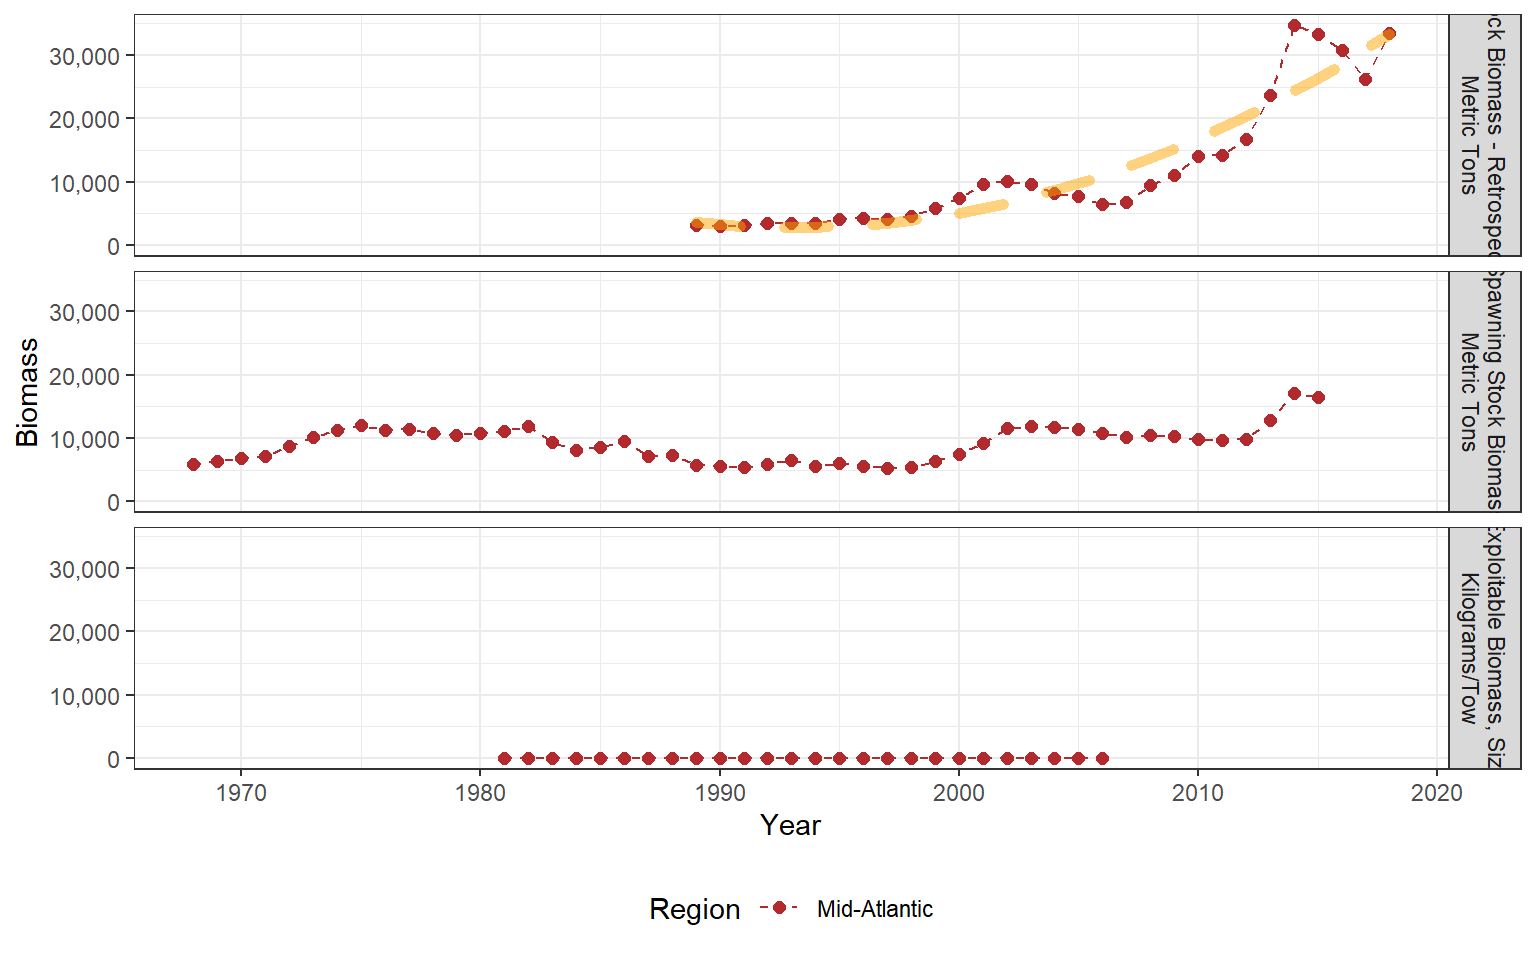 30,000
20,000
10,000
0
Biomass - Retrospec
Metric Tons
30,000
20,000
10,000
0
Spawning Stock Biomas
Metric Tons
30,000
20,000
10,000
0
Exploitable Biomass, Siz
Kilograms/Tow
Biomass
1970
1980
1990
2000
2010
2020
Year
Region
Mid-Atlantic